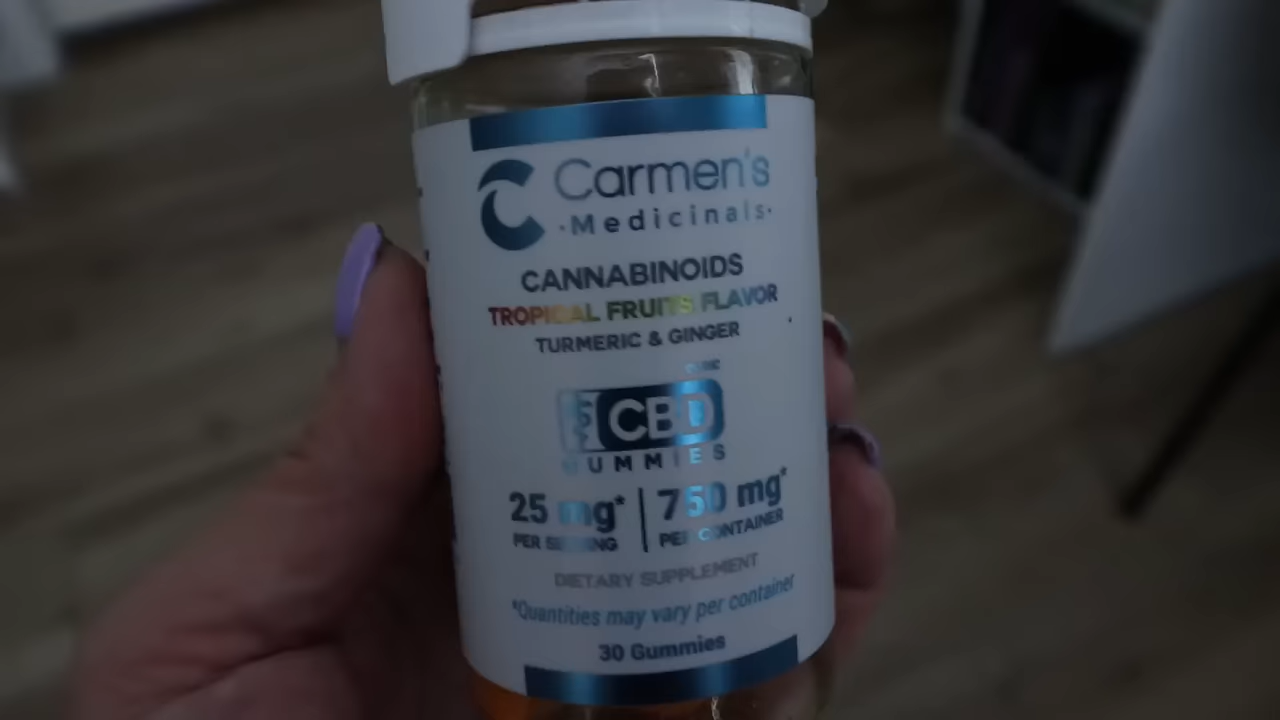 Carmen's
·Medicinals·
CANNABINOIDS
TROPICAL FRUITS FLAVOR
TURMERIC & GINGER
CBD
GUMMIES
25 mg* | 750 mg*
PER SERVING PER CONTAINER
DIETARY SUPPLEMENT
*Quantities may vary per container
30 Gummies